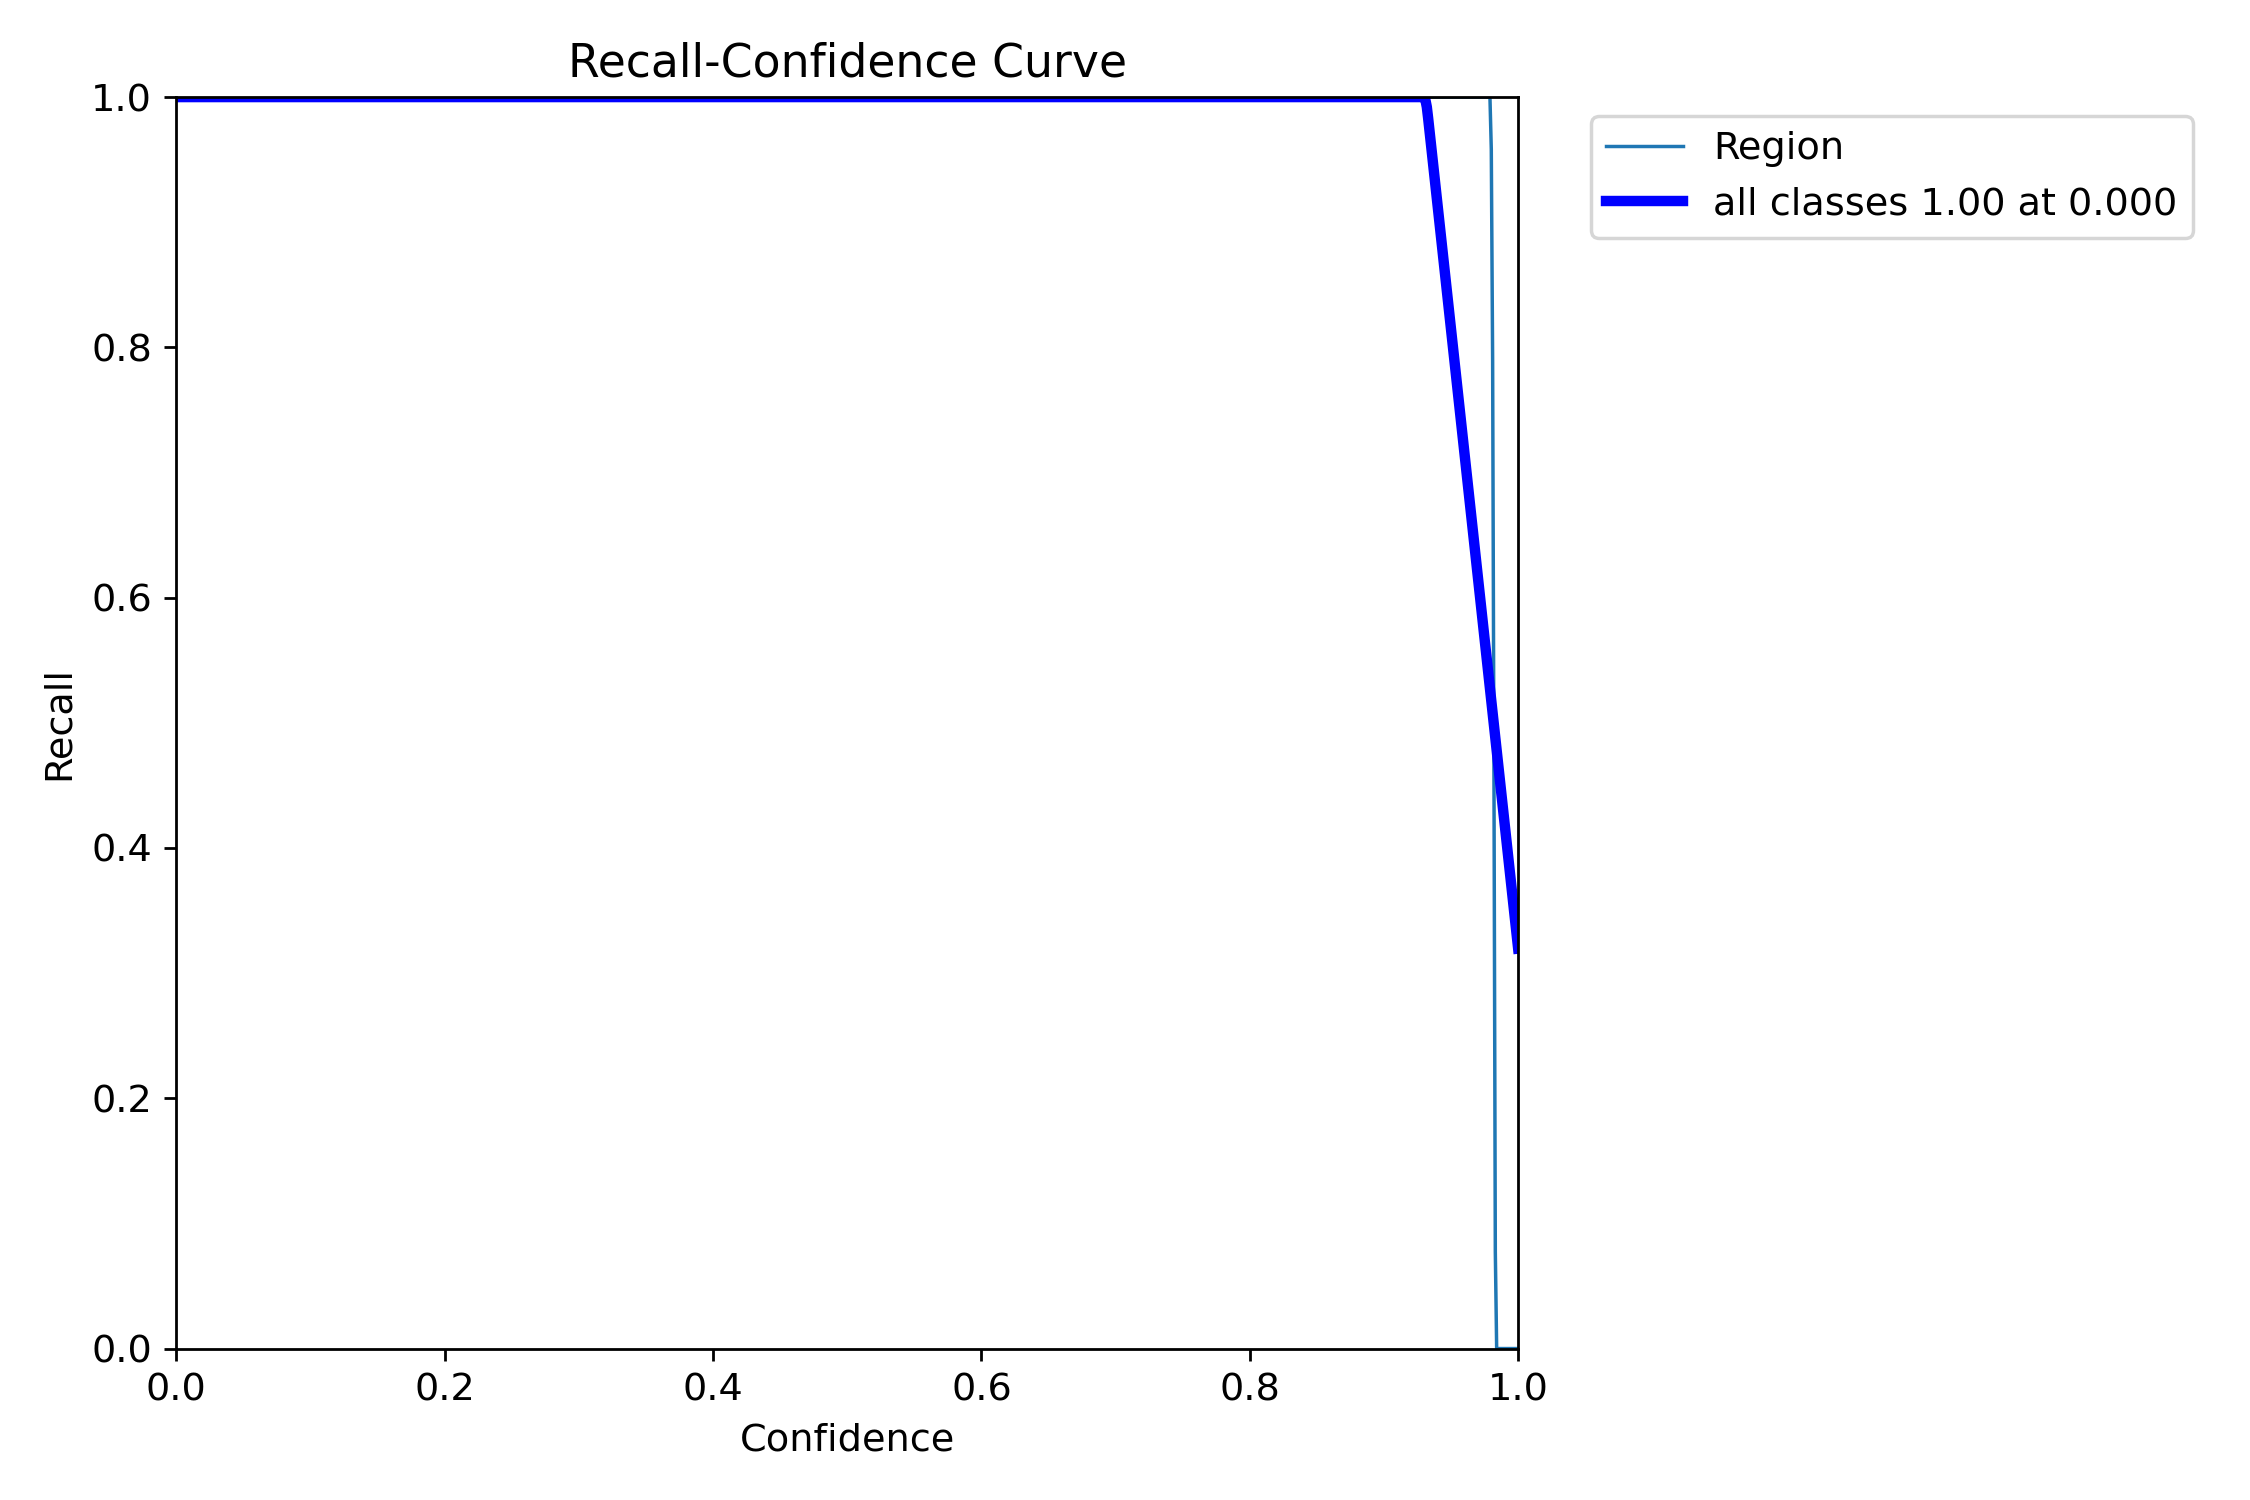 Recall-Confidence Curve
1.0
0.8
0.6
0.4
0.2
0.0
Recall
0.0 0.2 0.4 0.6 0.8 1.0
Confidence
Region
all classes 1.00 at 0.000